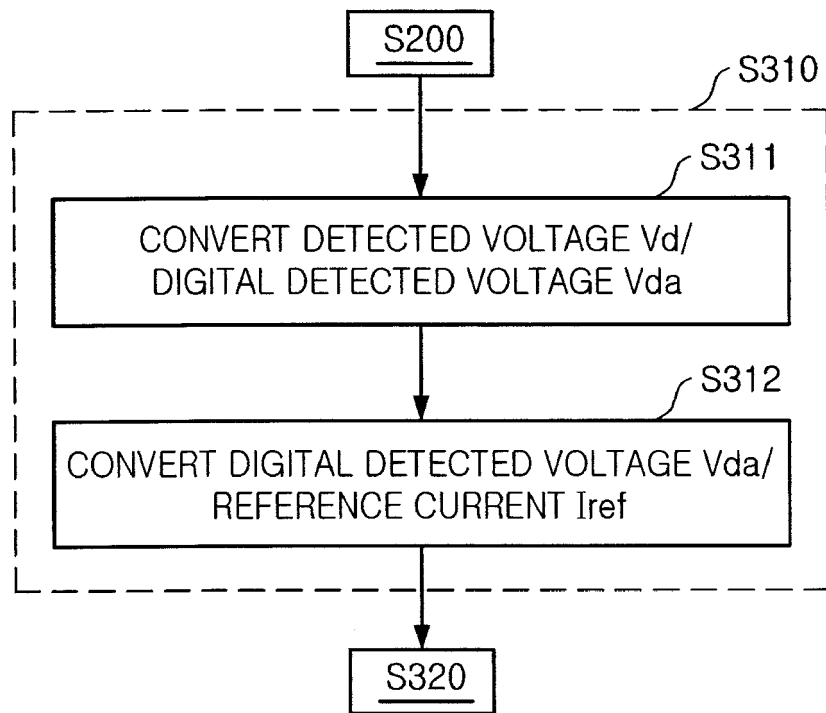 S200
S310
S311
CONVERT DETECTED VOLTAGE Vd/
DIGITAL DETECTED VOLTAGE Vda
S312
CONVERT DIGITAL DETECTED VOLTAGE Vda/
REFERENCE CURRENT Iref
S320